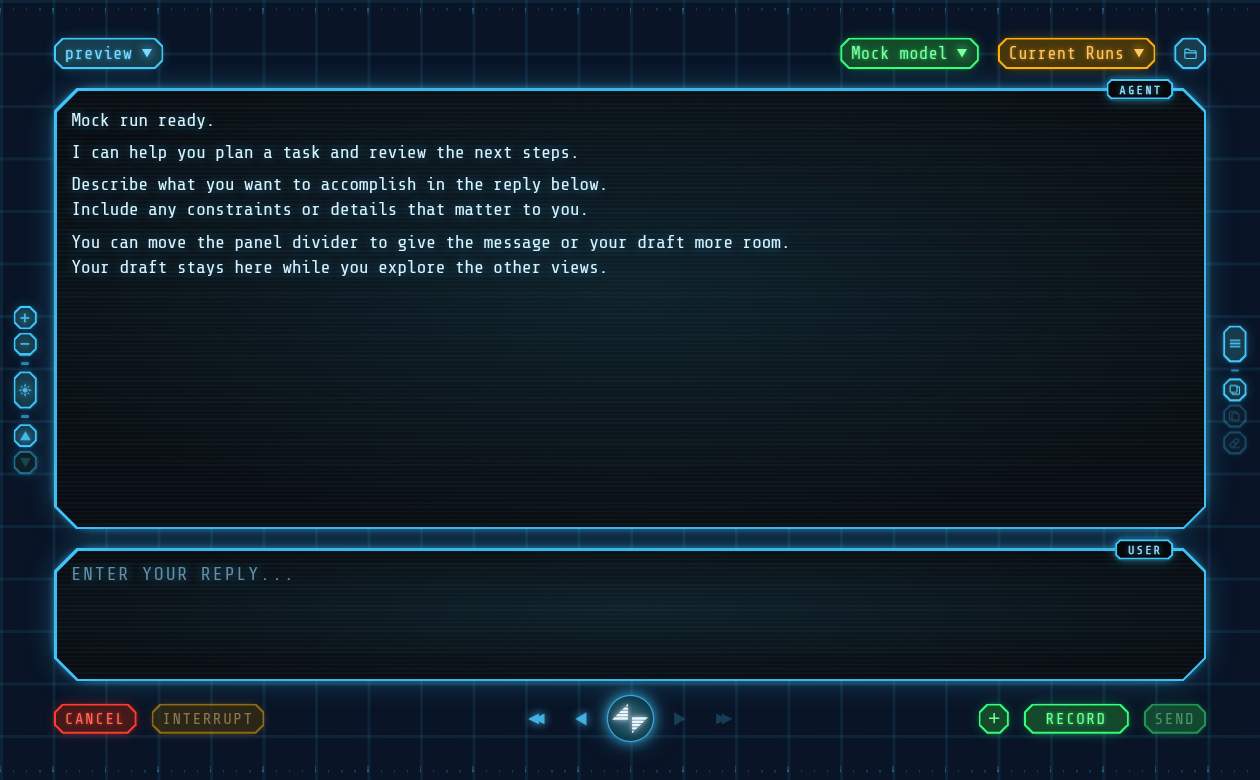 preview
Mock model
Current Runs
AGENT
Mock run ready.
I can help you plan a task and review the next steps.
Describe what you want to accomplish in the reply below.
Include any constraints or details that matter to you.
You can move the panel divider to give the message or your draft more room.
Your draft stays here while you explore the other views.
USER
ENTER YOUR REPLY...
CANCEL
INTERRUPT
RECORD
SEND